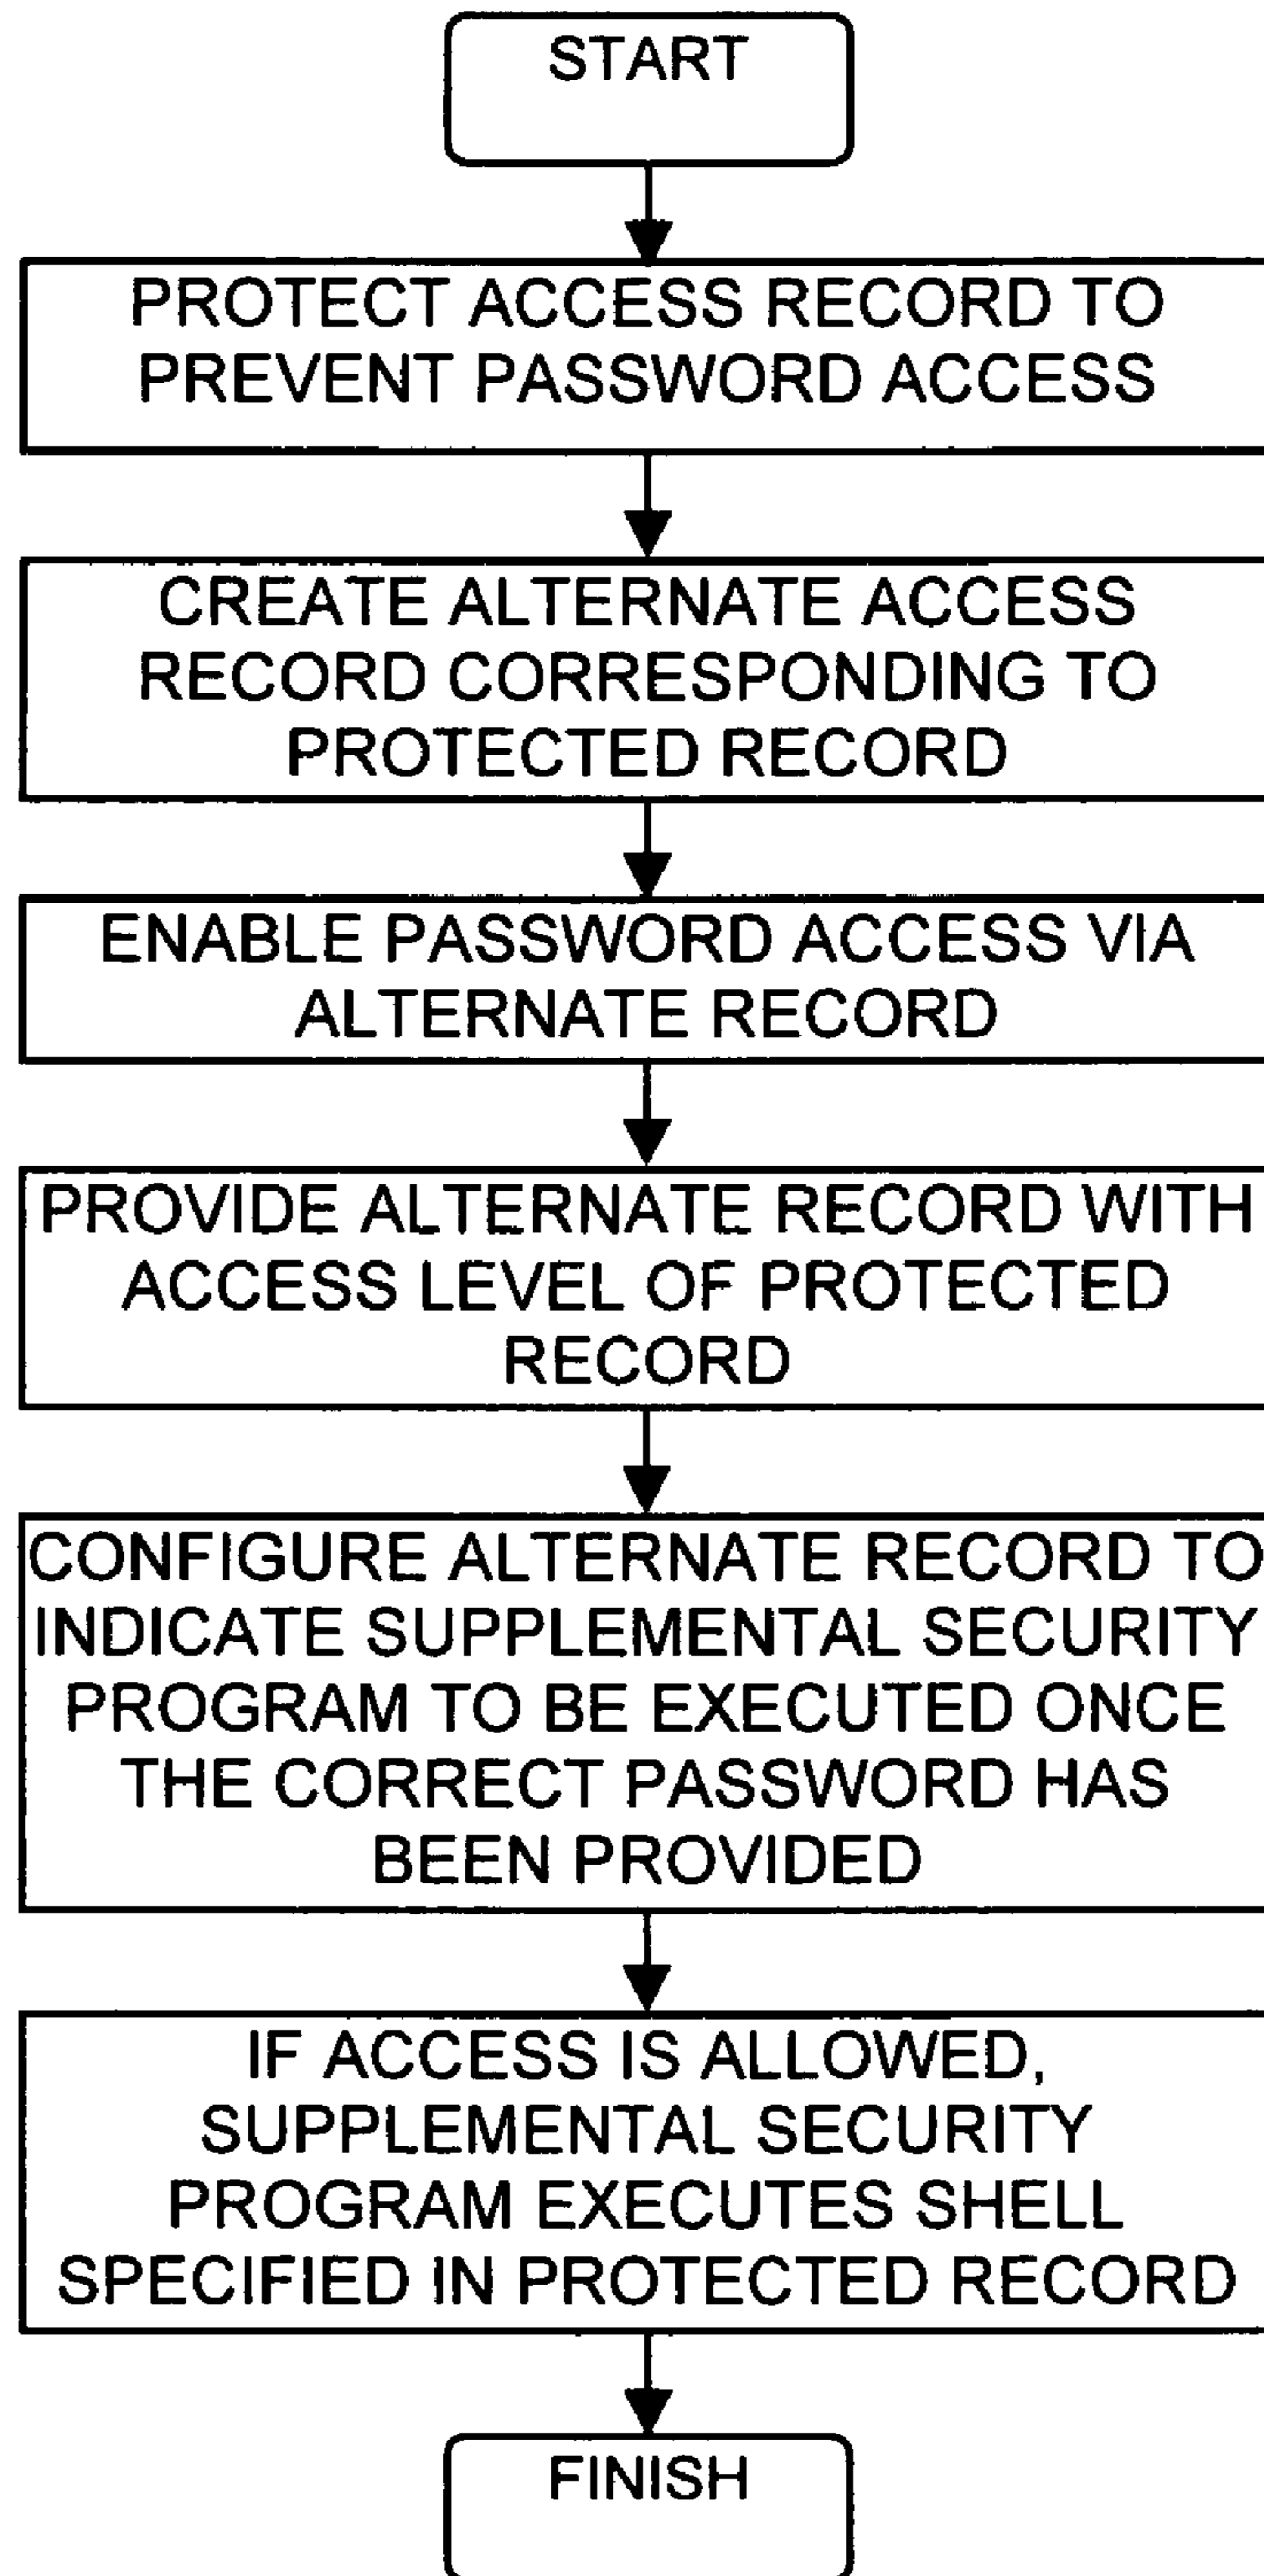 START
PROTECT ACCESS RECORD TO
PREVENT PASSWORD ACCESS
CREATE ALTERNATE ACCESS
RECORD CORRESPONDING TO
PROTECTED RECORD
ENABLE PASSWORD ACCESS VIA
ALTERNATE RECORD
PROVIDE ALTERNATE RECORD WITH
ACCESS LEVEL OF PROTECTED
RECORD
CONFIGURE ALTERNATE RECORD TO
INDICATE SUPPLEMENTAL SECURITY
PROGRAM TO BE EXECUTED ONCE
THE CORRECT PASSWORD HAS
BEEN PROVIDED
IF ACCESS IS ALLOWED,
SUPPLEMENTAL SECURITY
PROGRAM EXECUTES SHELL
SPECIFIED IN PROTECTED RECORD
FINISH